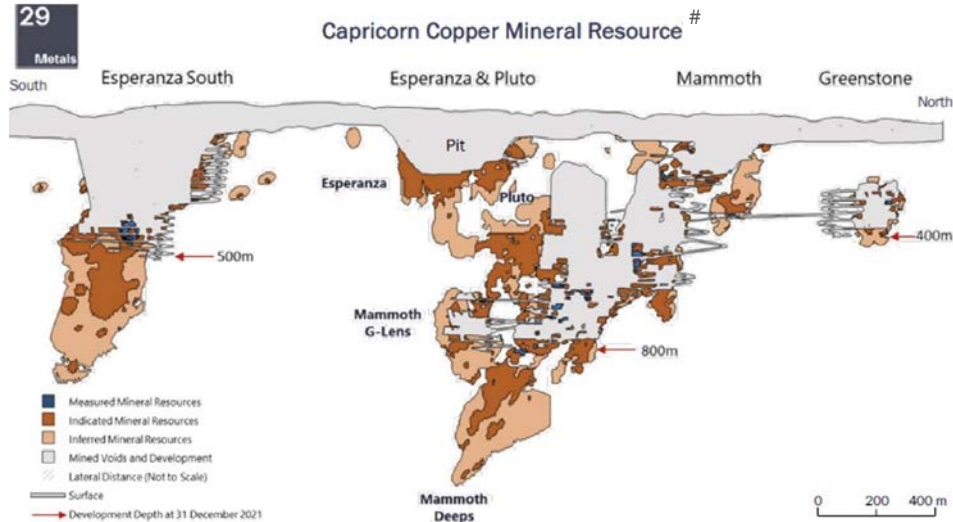 29
Metals
Capricorn Copper Mineral Resource #
South
Esperanza South
Esperanza & Pluto
Mammoth
Greenstone
North
Pit
Esperanza
Pluto
500m
400m
Mammoth
G-Lens
800m
Measured Mineral Resources
Indicated Mineral Resources
Inferred Mineral Resources
Mined Voids and Development
Lateral Distance (Not to Scale)
Surface
Development Depth at 31 December 2021
Mammoth
Deeps
0 200 400 m